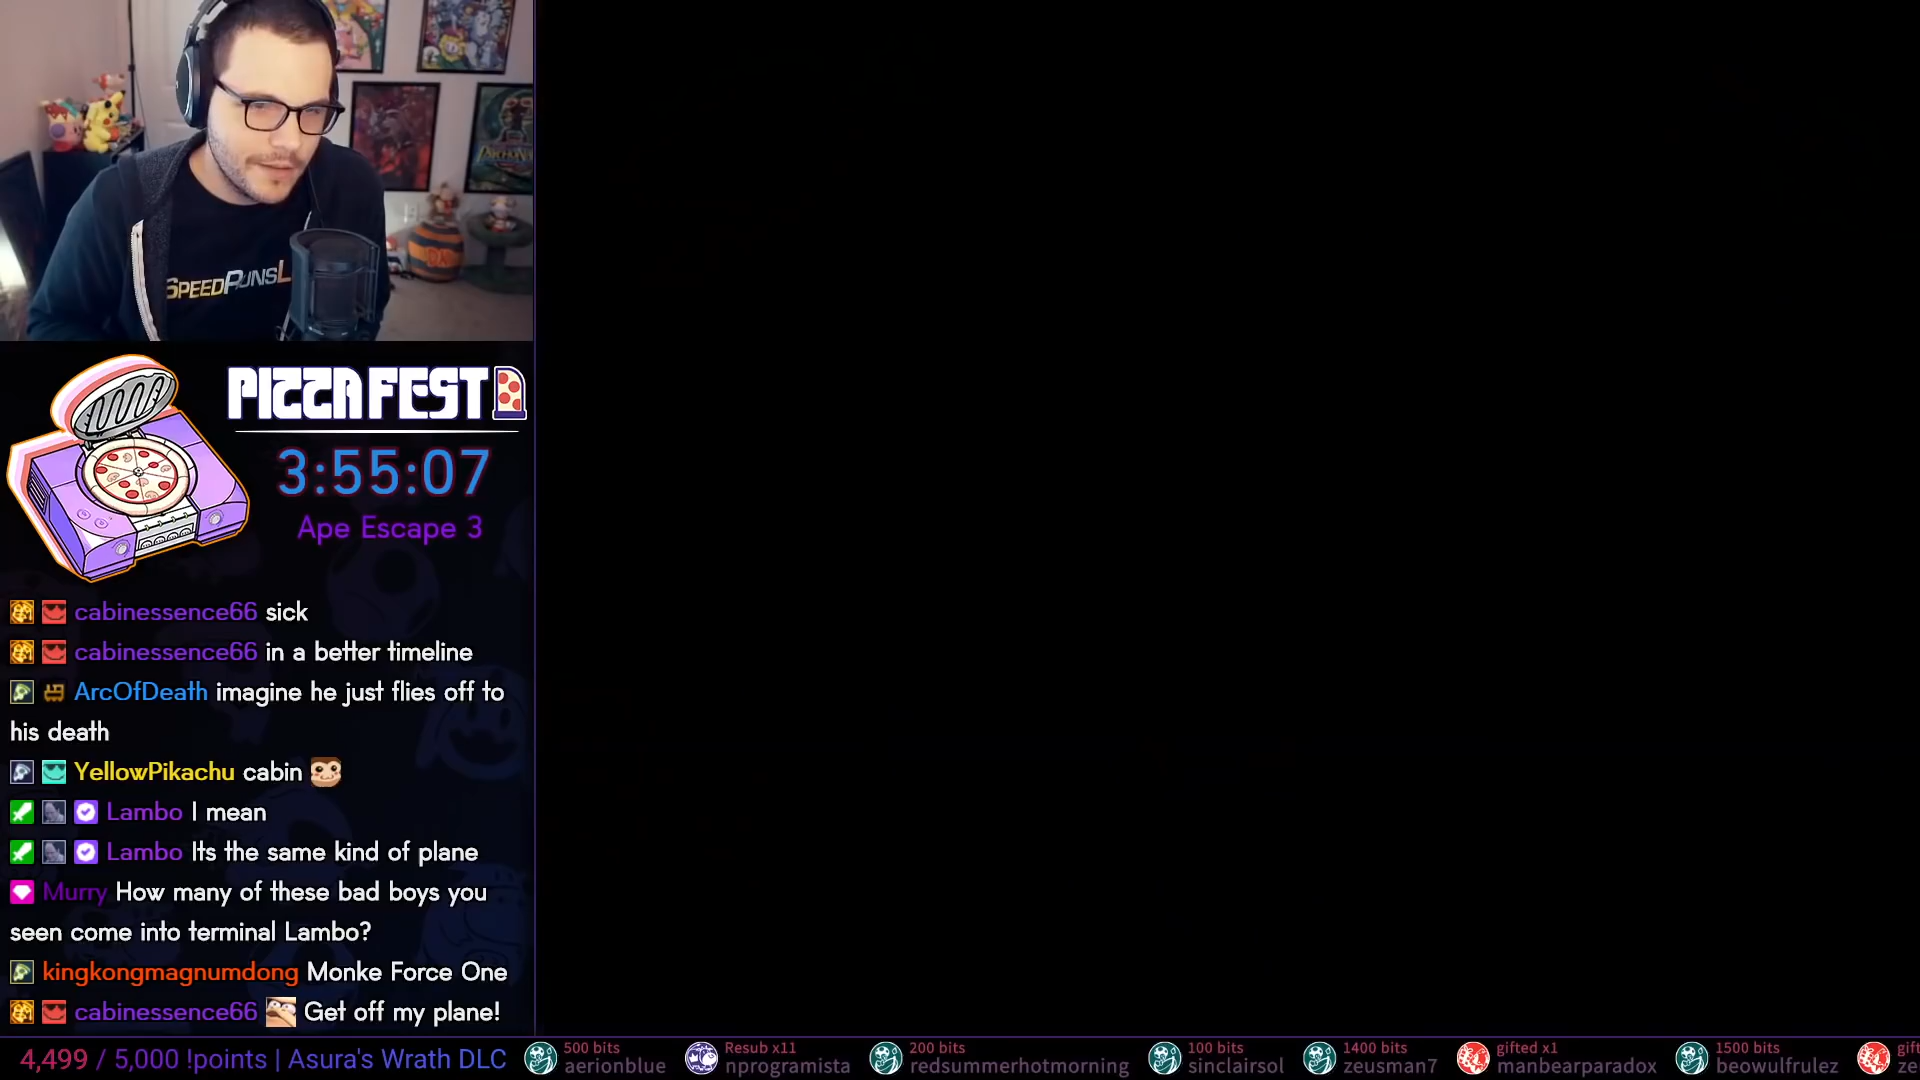 SPEEDRUNSL
PSYCHON
DK
PIZZA FEST
3:55:07
Ape Escape 3
cabinessence66 sick
cabinessence66 in a better timeline
ArcOfDeath imagine he just flies off to
his death
YellowPikachu cabin
Lambo I mean
Lambo Its the same kind of plane
Murry How many of these bad boys you
seen come into terminal Lambo?
kingkongmagnumdong Monke Force One
cabinessence66 Get off my plane!
4,499 / 5,000 !points | Asura's Wrath DLC
500 bits
aerionblue
Resub x11
nprogramista
200 bits
redsummerhotmorning
100 bits
sinclairsol
1400 bits
zeusman7
gifted x1
manbearparadox
1500 bits
beowulfrulez
gift
ze